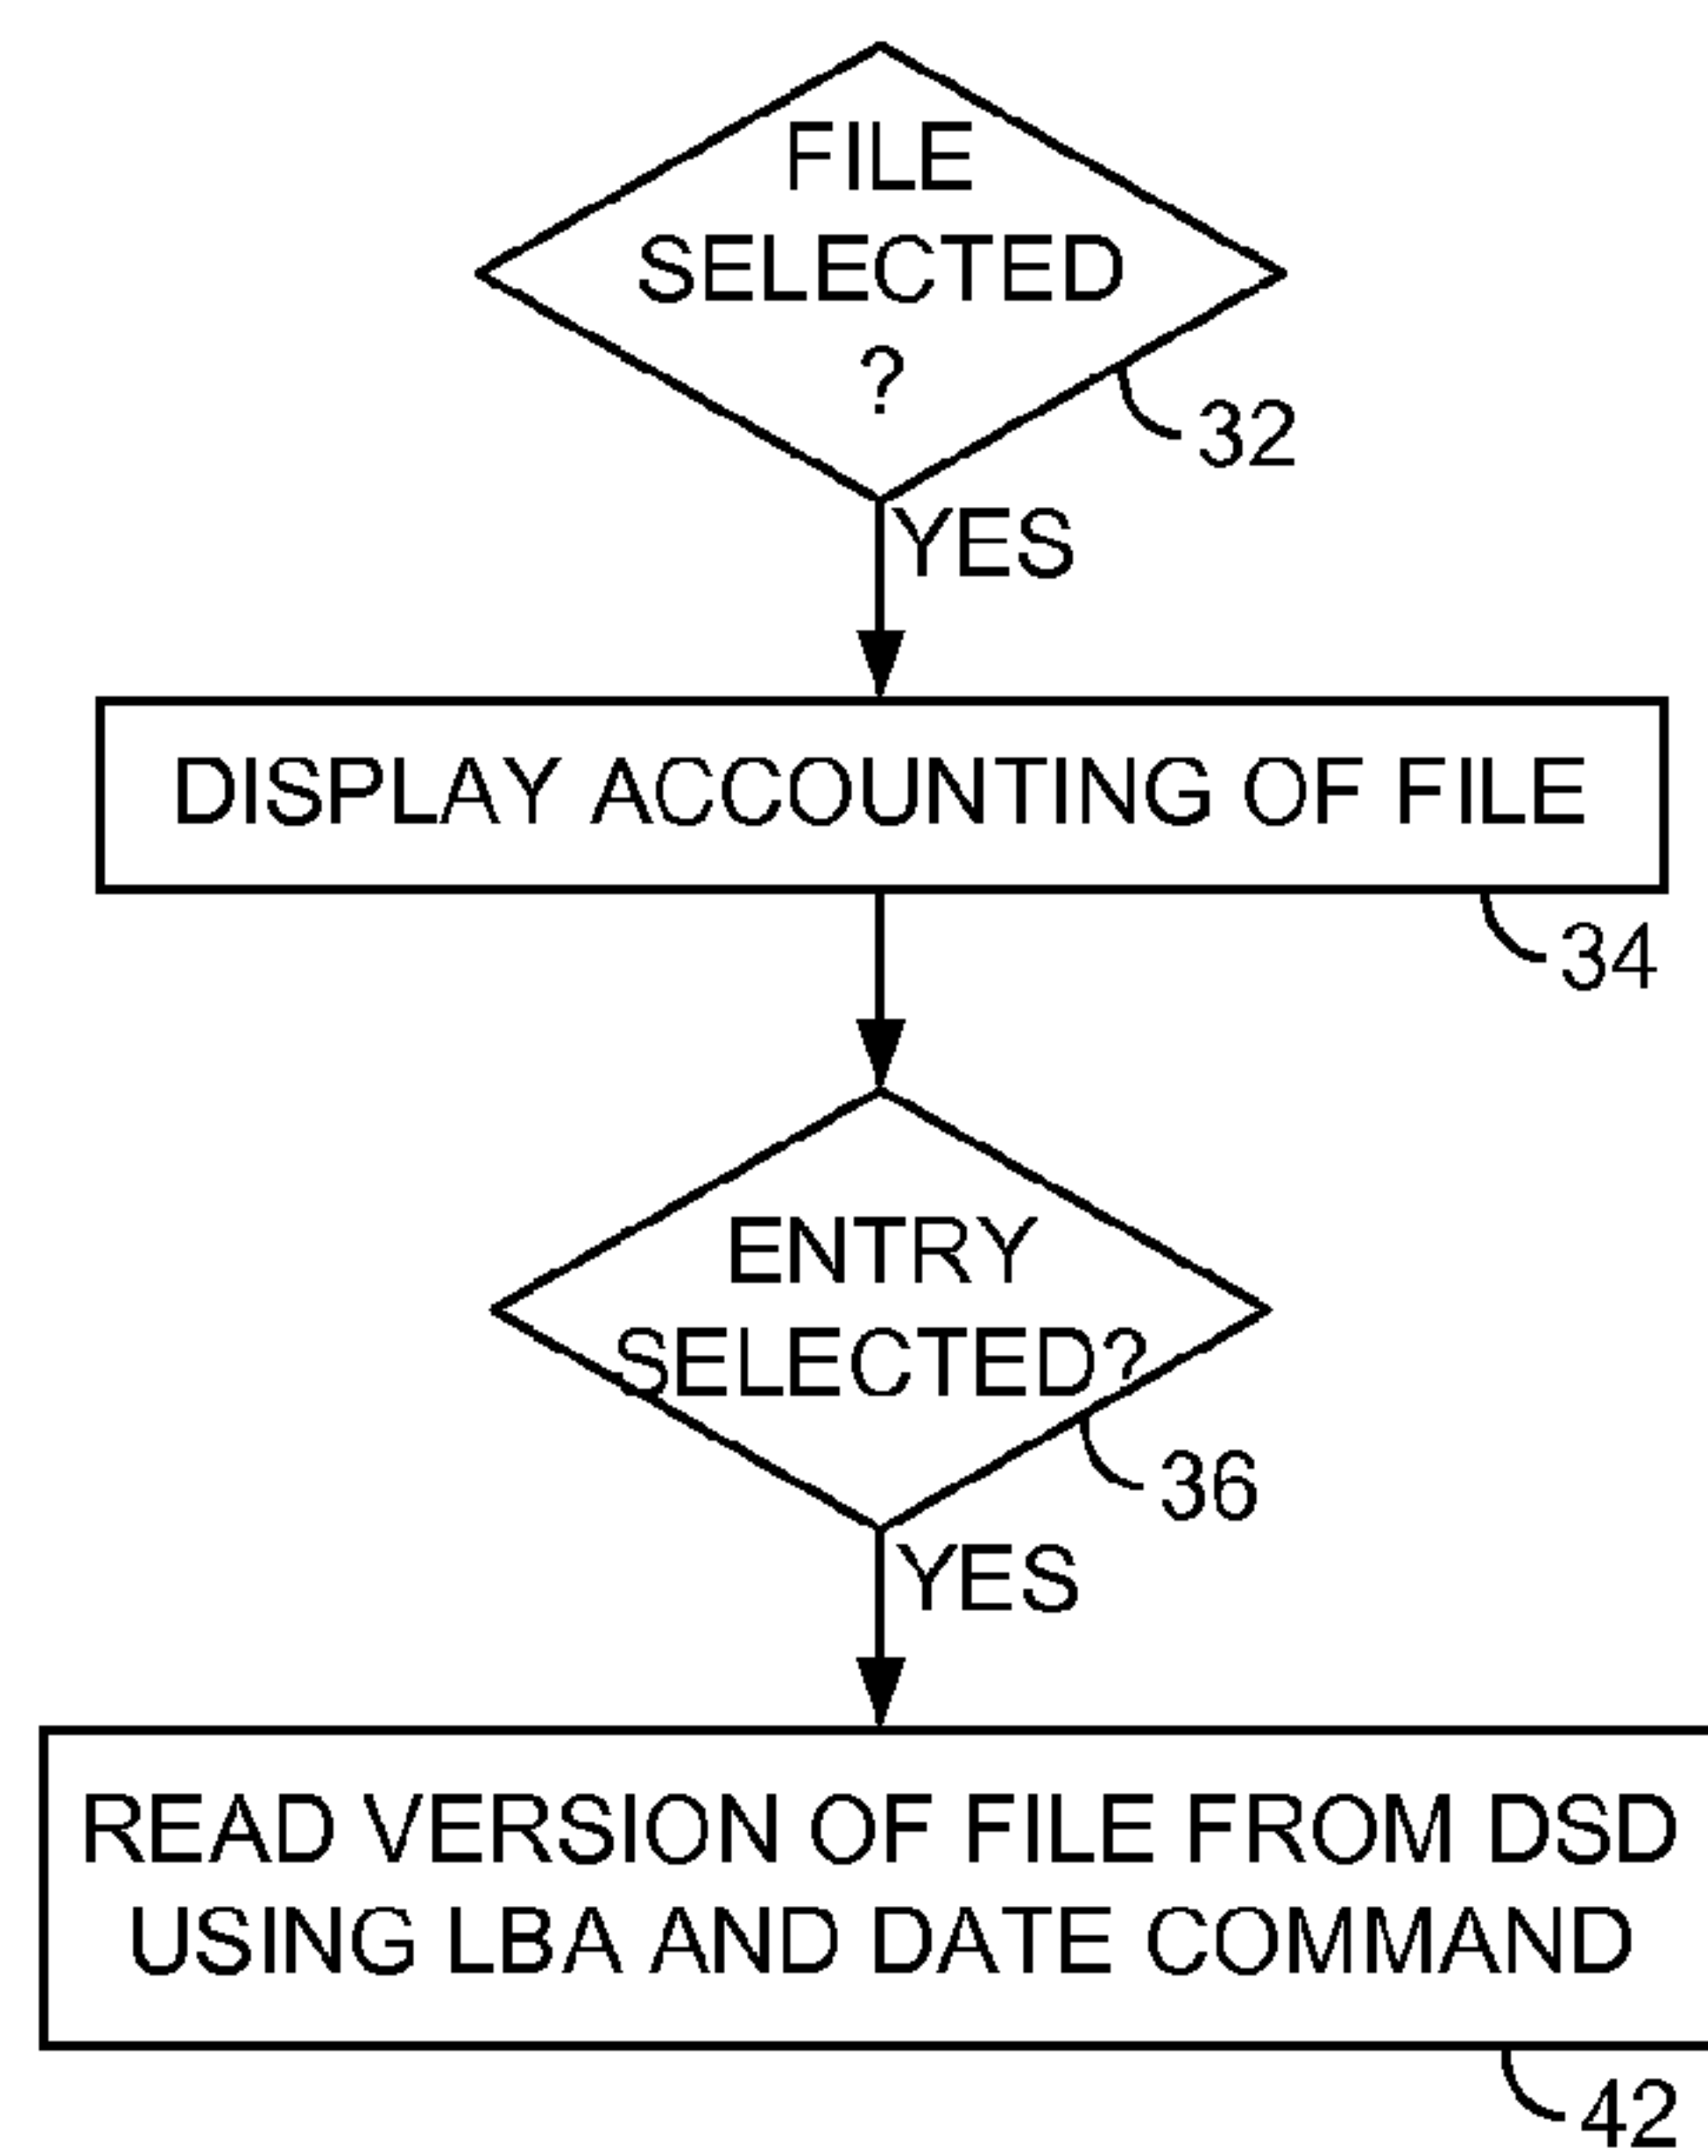 FILE
SELECTED
?
32
YES
DISPLAY ACCOUNTING OF FILE
34
ENTRY
SELECTED?
36
YES
READ VERSION OF FILE FROM DSD
USING LBA AND DATE COMMAND
42